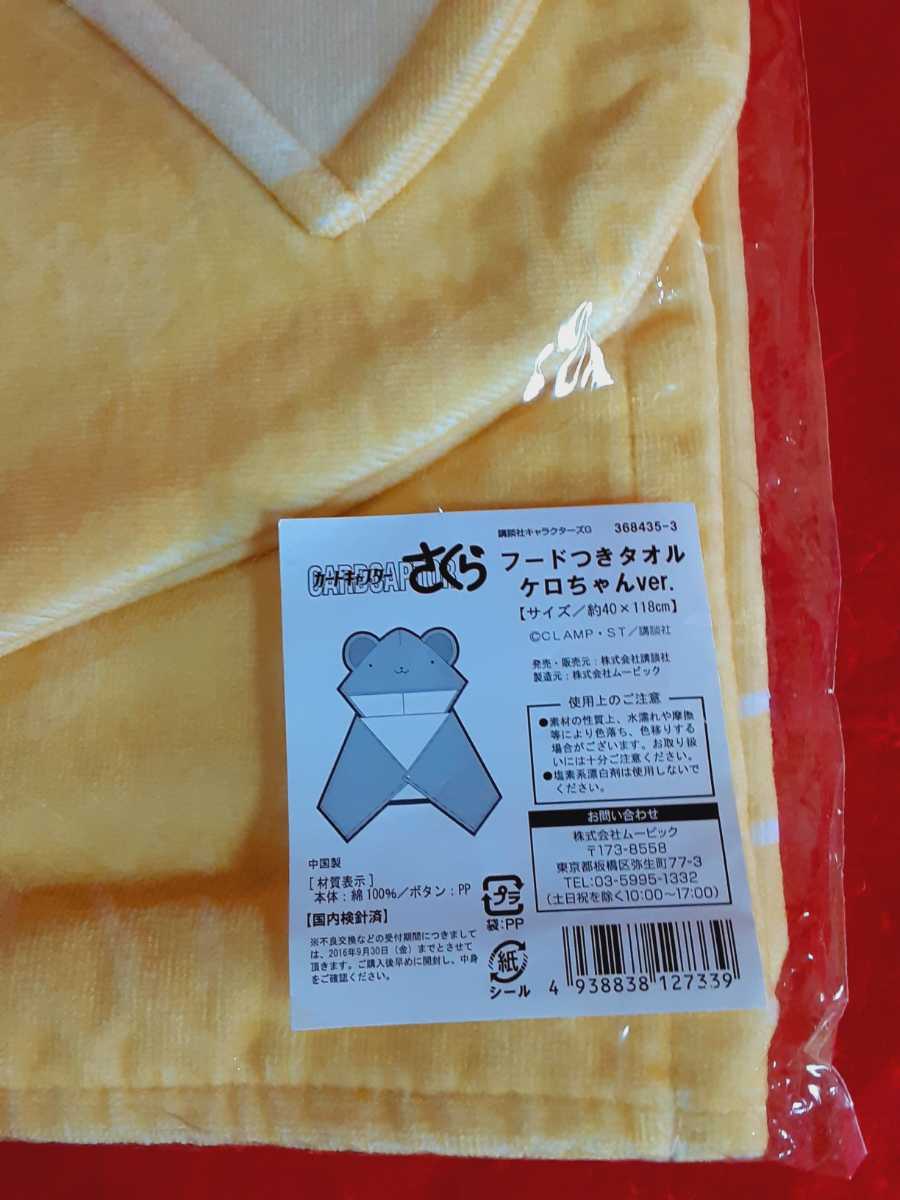 講談社キャラクターズG 368435-3
CARDCAPTOR
カードキャプター
さくら
フードつきタオル
ケロちゃんver.
【サイズ／約40×118cm】
©CLAMP・ST／講談社
発売・販売元：株式会社講談社
製造元：株式会社ムービック
使用上のご注意
●素材の性質上、水濡れや摩擦
等により色落ち、色移りする
場合がございます。お取り扱
いには十分ご注意ください。
●塩素系漂白剤は使用しないで
ください。
お問い合わせ
株式会社ムービック
〒173-8558
東京都板橋区弥生町77-3
TEL:03-5995-1332
(土日祝を除く10:00～17:00)
中国製
[材質表示]
本体：綿100%／ボタン：PP
【国内検針済】
※不良交換などの受付期間につきまして
は、2016年9月30日（金）までとさせて
頂きます。ご購入後早めに開封し、中身
をご確認ください。
プラ
袋:PP
紙
シール
4 938838 127339